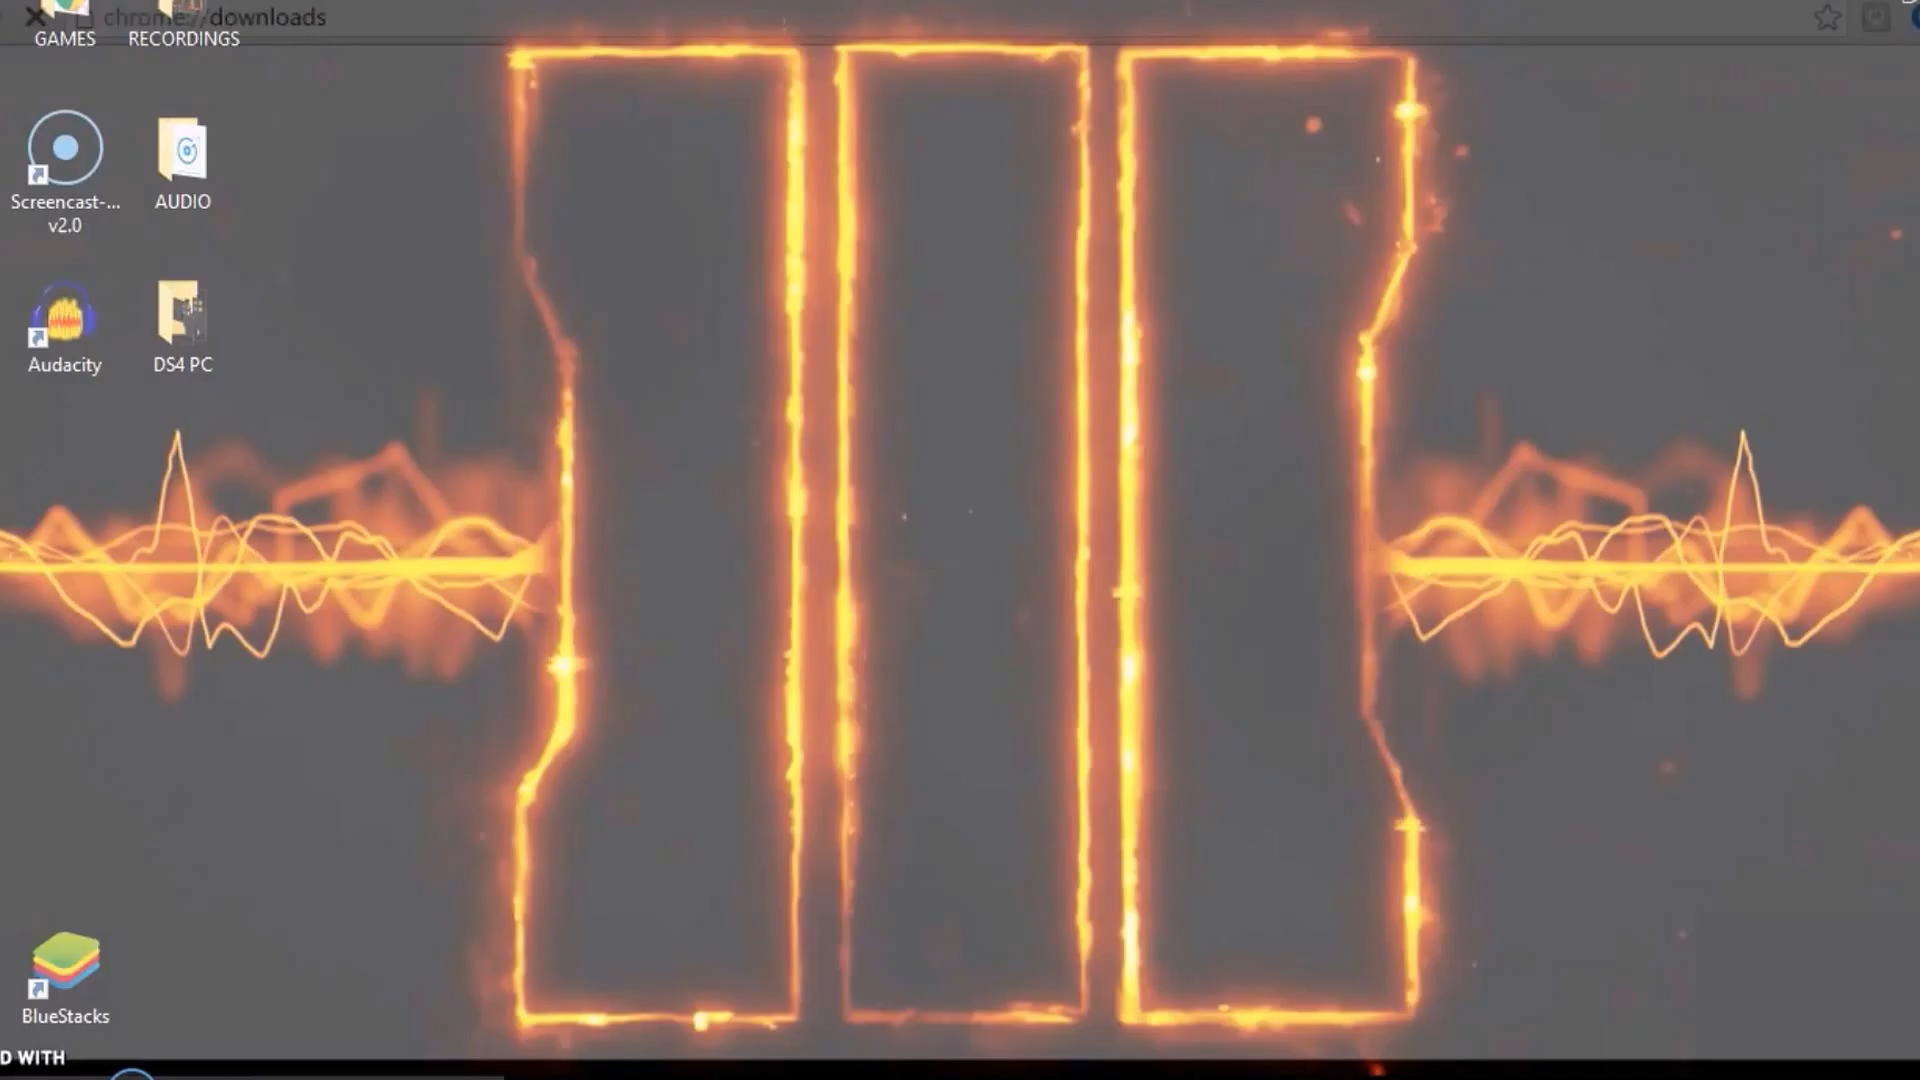 chrome://downloads
GAMES
RECORDINGS
Screencast-...
v2.0
AUDIO
Audacity
DS4 PC
BlueStacks
D WITH